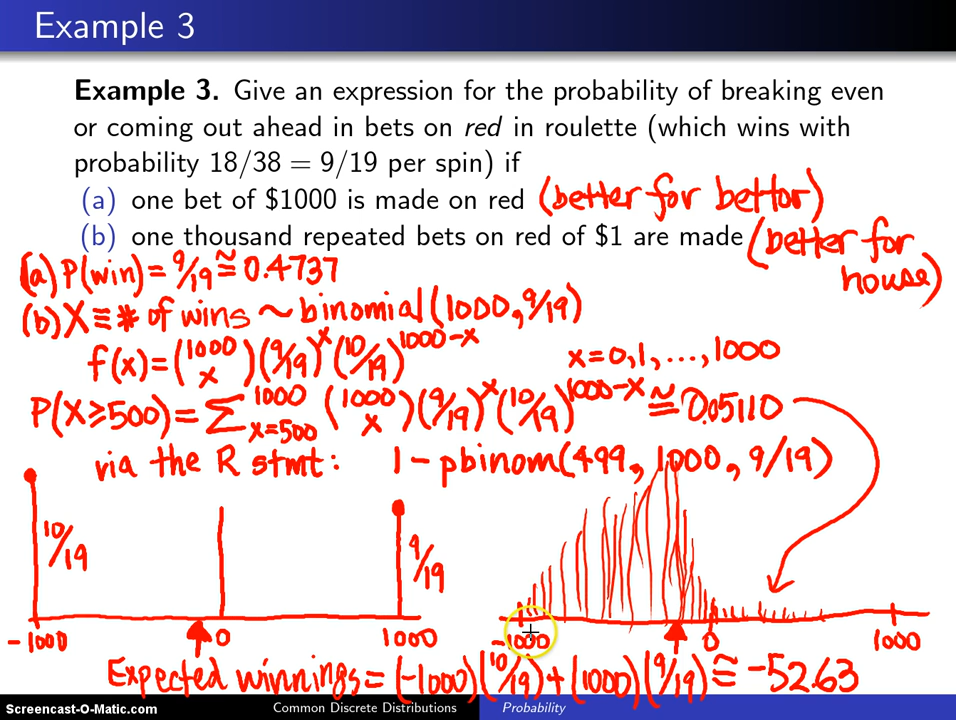 Example 3
Example 3. Give an expression for the probability of breaking even
or coming out ahead in bets on red in roulette (which wins with
probability 18/38 = 9/19 per spin) if
(a) one bet of $1000 is made on red (better for bettor)
(b) one thousand repeated bets on red of $1 are made (better for
house)
(a) P(win) = 9/19 ≅ 0.4737
(b) X ≡ # of wins ~ binomial(1000, 9/19)
f(x) = (1000 x)(9/19)^x (10/19)^1000-x x = 0, 1, ..., 1000
P(X ≥ 500) = Σ_x=500^1000 (1000 x)(9/19)^x (10/19)^1000-x ≅ 0.05110
via the R stmt: 1 - pbinom(499, 1000, 9/19)
10/19 9/19
-1000 0 1000 -1000 0 1000
Expected winnings = (-1000)(10/19) + (1000)(9/19) ≅ -52.63
Screencast-O-Matic.com Common Discrete Distributions Probability